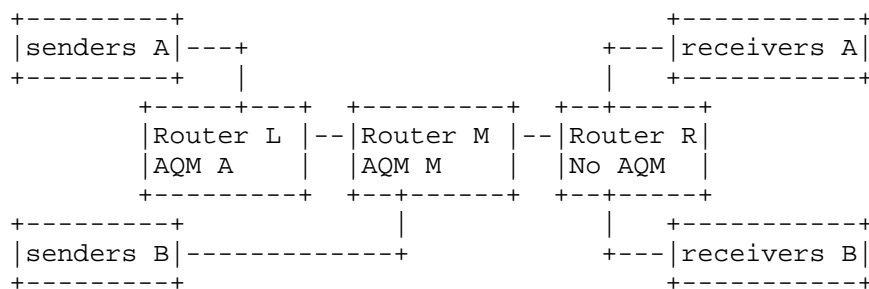 +---------+                              +-----------+
|senders A|---+                      +---|receivers A|
+---------+   |                      |   +-----------+
        +-----+---+  +---------+  +--+-----+
        |Router L |--|Router M |--|Router R|
        |AQM A    |  |AQM M    |  |No AQM  |
        +---------+  +--+------+  +--+-----+
+---------+             |            |   +-----------+
|senders B|-------------+            +---|receivers B|
+---------+                              +-----------+